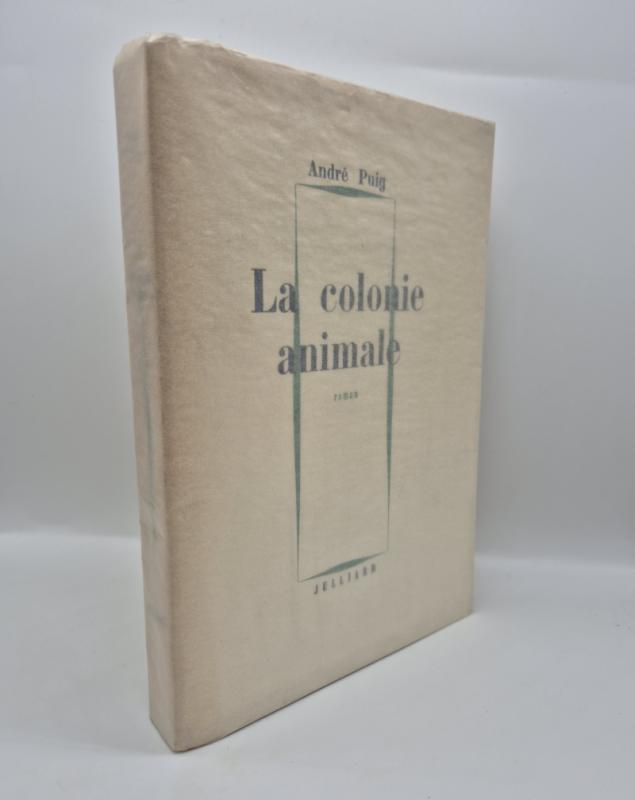 André Puig
La colonie
animale
roman
JULLIARD